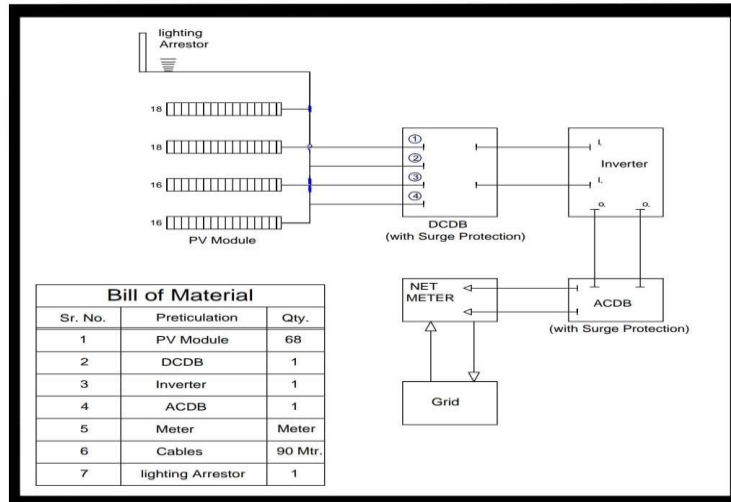 lighting
Arrestor
18
18
16
16
PV Module
1
2
3
4
DCDB
(with Surge Protection)
I.
I.
Inverter
o.
o.
NET
METER
ACDB
(with Surge Protection)
Grid
Bill of Material
Sr. No. Preticulation Qty.
1 PV Module 68
2 DCDB 1
3 Inverter 1
4 ACDB 1
5 Meter Meter
6 Cables 90 Mtr.
7 lighting Arrestor 1